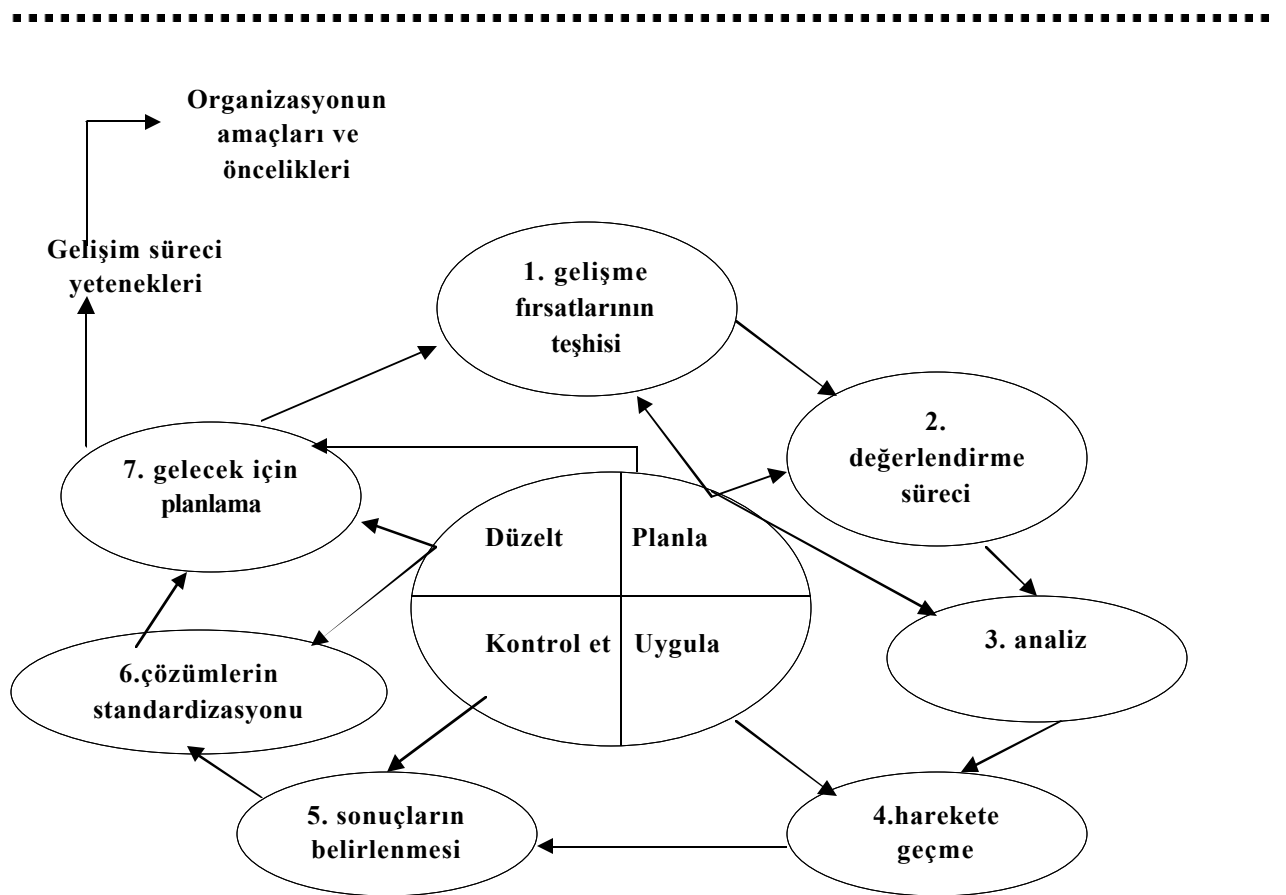 Organizasyonun
amaçları ve
öncelikleri
Gelişim süreci
yetenekleri
1. gelişme
fırsatlarının
teşhisi
2.
değerlendirme
süreci
7. gelecek için
planlama
Düzelt
Planla
Kontrol et
Uygula
3. analiz
6.çözümlerin
standardizasyonu
5. sonuçların
belirlenmesi
4.harekete
geçme